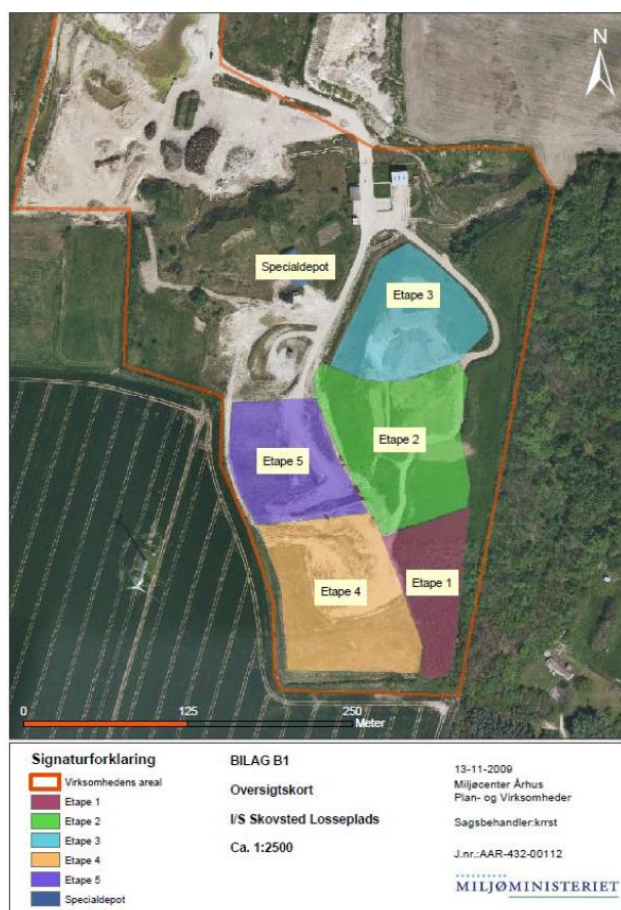 N
Specialdepot
Etape 3
Etape 2
Etape 5
Etape 1
Etape 4
0 125 250
Meter
Signaturforklaring
Virksomhedens areal
Etape 1
Etape 2
Etape 3
Etape 4
Etape 5
Specialdepot
BILAG B1
Oversigtskort
I/S Skovsted Losseplads
Ca. 1:2500
13-11-2009
Miljøcenter Århus
Plan- og Virksomheder
Sagsbehandler:krrst
J.nr.:AAR-432-00112
MILJØMINISTERIET